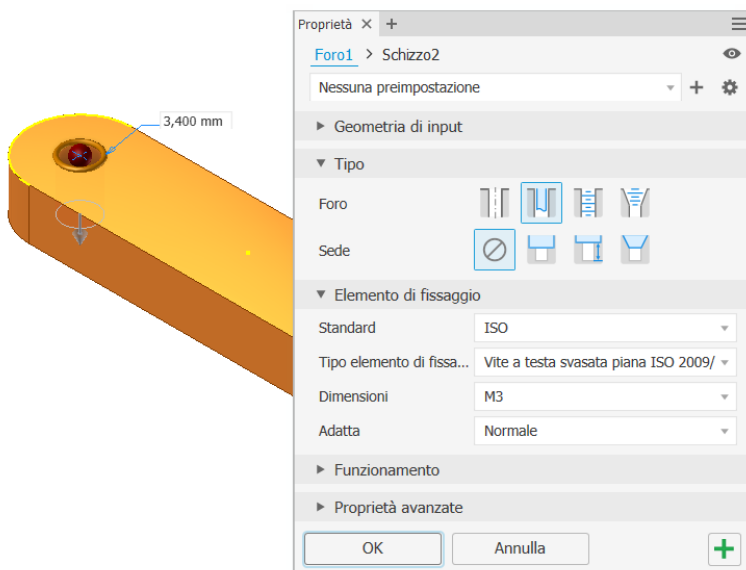 Proprietà
Foro1 > Schizzo2
Nessuna preimpostazione
3,400 mm
Geometria di input
Tipo
Foro
Sede
Elemento di fissaggio
Standard ISO
Tipo elemento di fissa... Vite a testa svasata piana ISO 2009/
Dimensioni M3
Adatta Normale
Funzionamento
Proprietà avanzate
OK Annulla